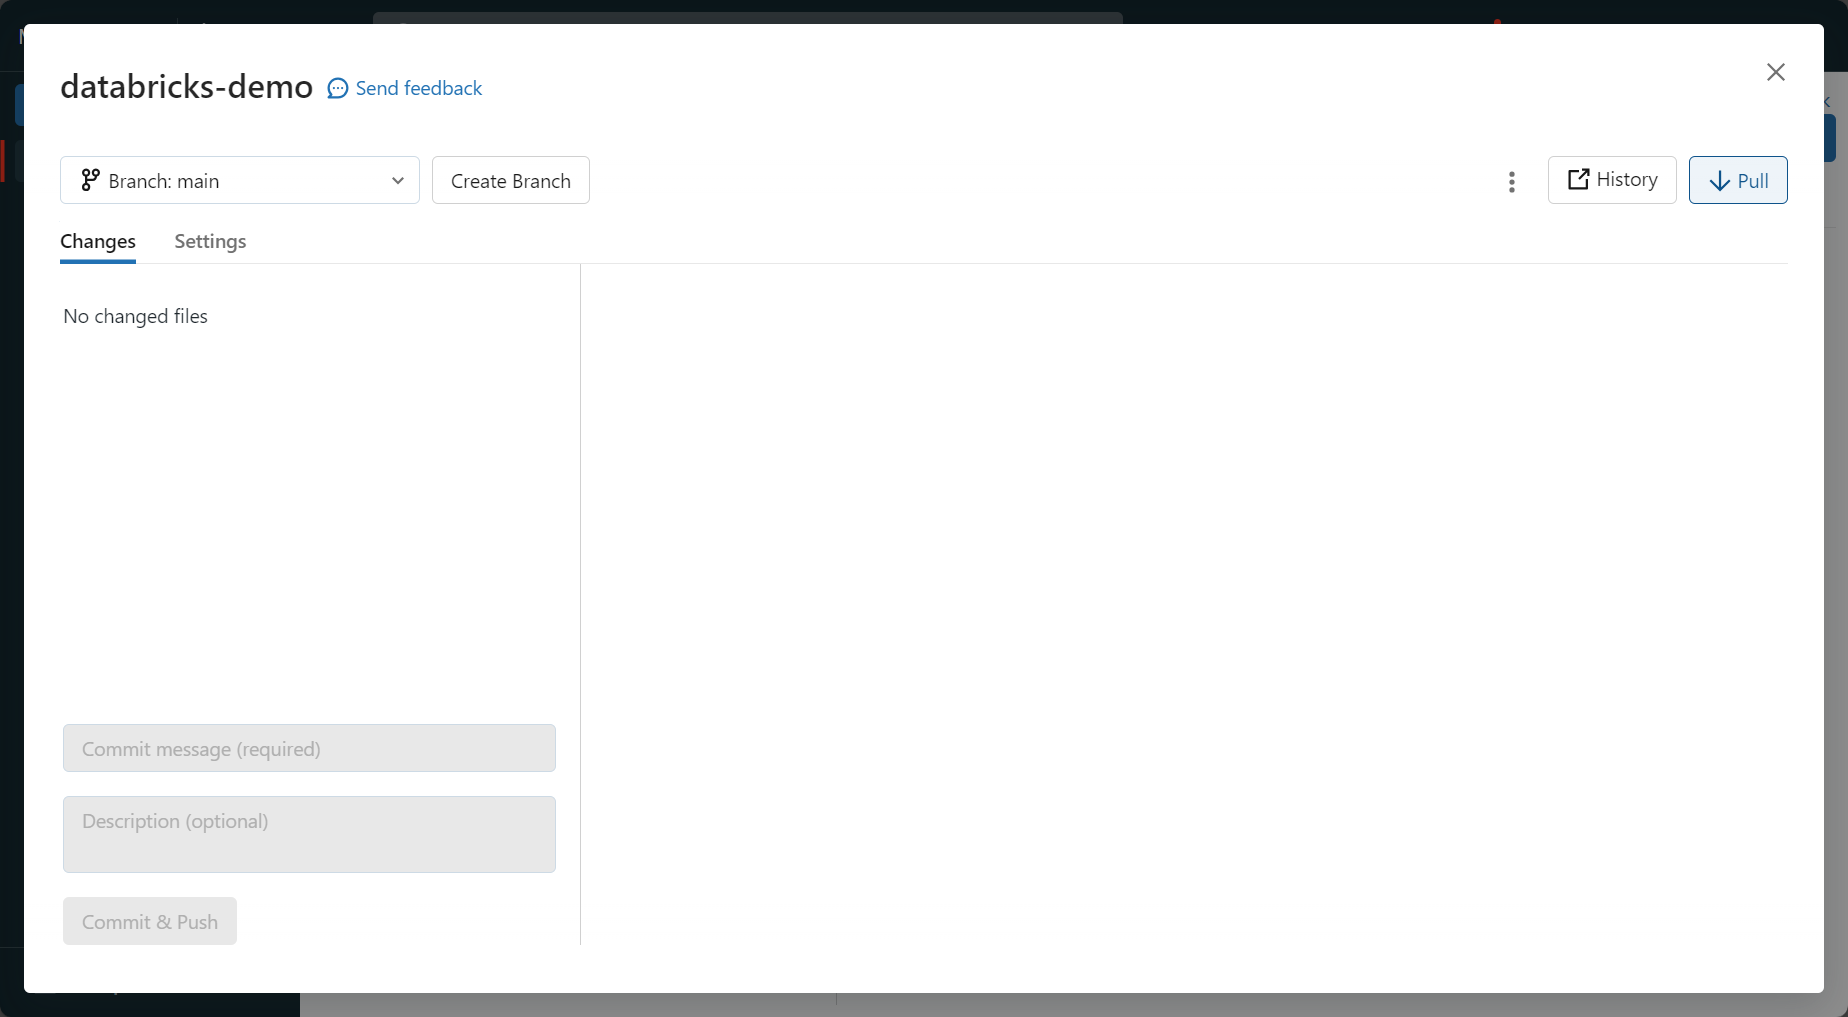 databricks-demo
Send feedback
Branch: main
Create Branch
History
Pull
Changes
Settings
No changed files
Commit message (required)
Description (optional)
Commit & Push